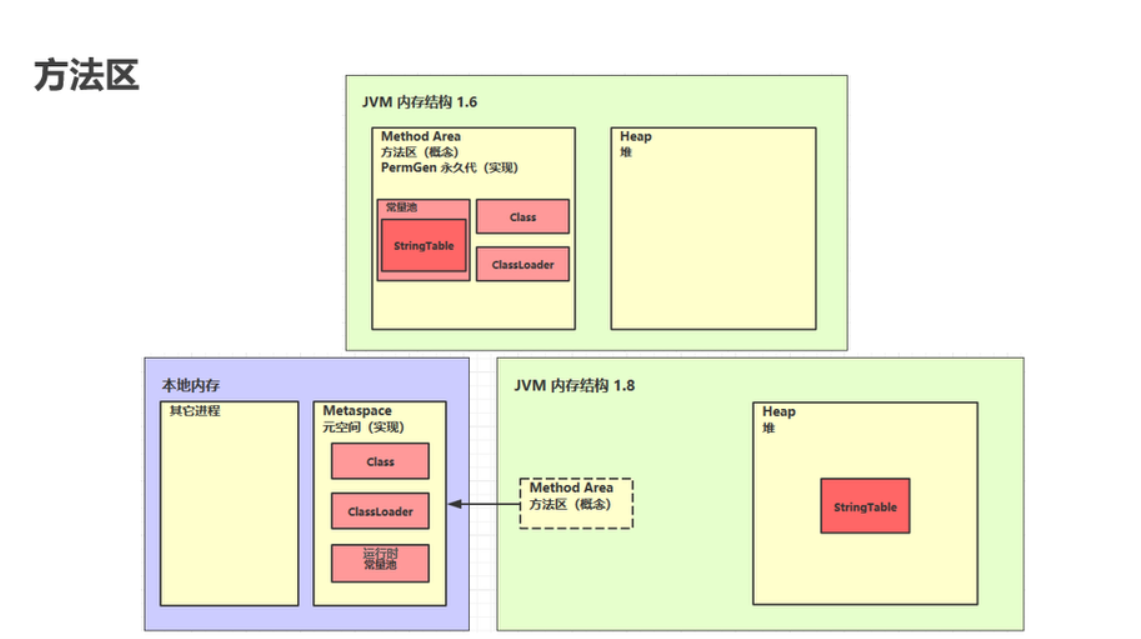 方法区
JVM 内存结构 1.6
Method Area
方法区（概念）
PermGen 永久代（实现）
常量池
StringTable
Class
ClassLoader
Heap
堆
本地内存
其它进程
Metaspace
元空间（实现）
Class
ClassLoader
运行时
常量池
JVM 内存结构 1.8
Method Area
方法区（概念）
Heap
堆
StringTable